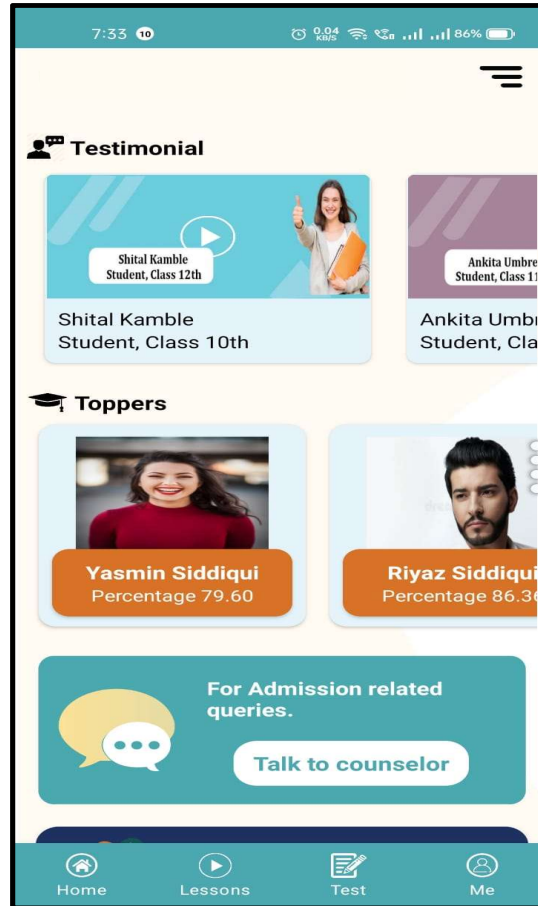 7:33 10 0.04 KB/S 86%
Testimonial
Shital Kamble
Student, Class 12th
Ankita Umbre
Student, Class 11
Shital Kamble
Student, Class 10th
Ankita Umb
Student, Cla
Toppers
Yasmin Siddiqui
Percentage 79.60
Riyaz Siddiqui
Percentage 86.36
For Admission related
queries.
Talk to counselor
Home Lessons Test Me